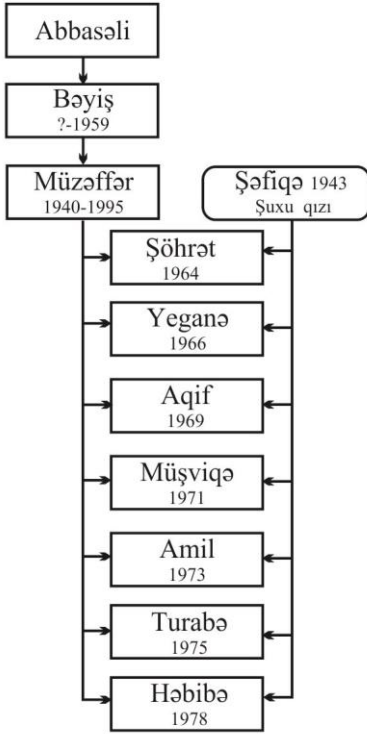 Abbasəli
Bəyiş
?-1959
Müzəffər
1940-1995
Şəfiqə 1943
Şuxu qızı
Şöhrət
1964
Yeganə
1966
Aqif
1969
Müşviqə
1971
Amil
1973
Turabə
1975
Həbibə
1978